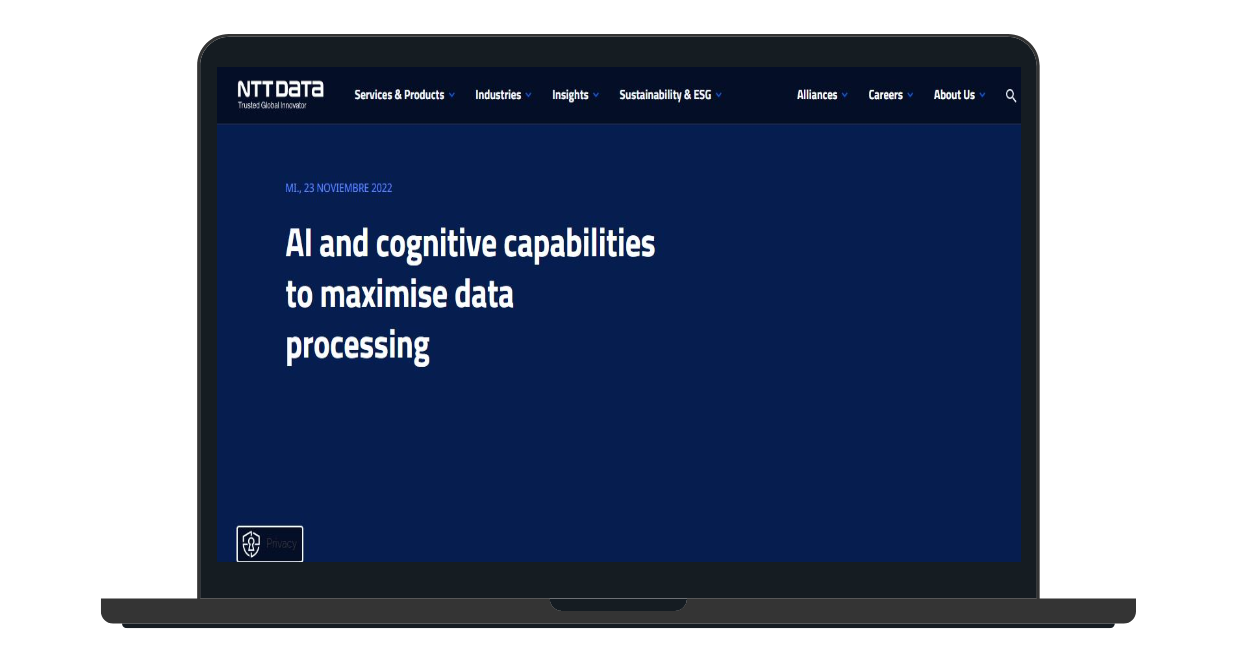 NTT DATA
Trusted Global Innovator
Services & Products
Industries
Insights
Sustainability & ESG
Alliances
Careers
About Us
MI., 23 NOVIEMBRE 2022
AI and cognitive capabilities
to maximise data
processing
Privacy